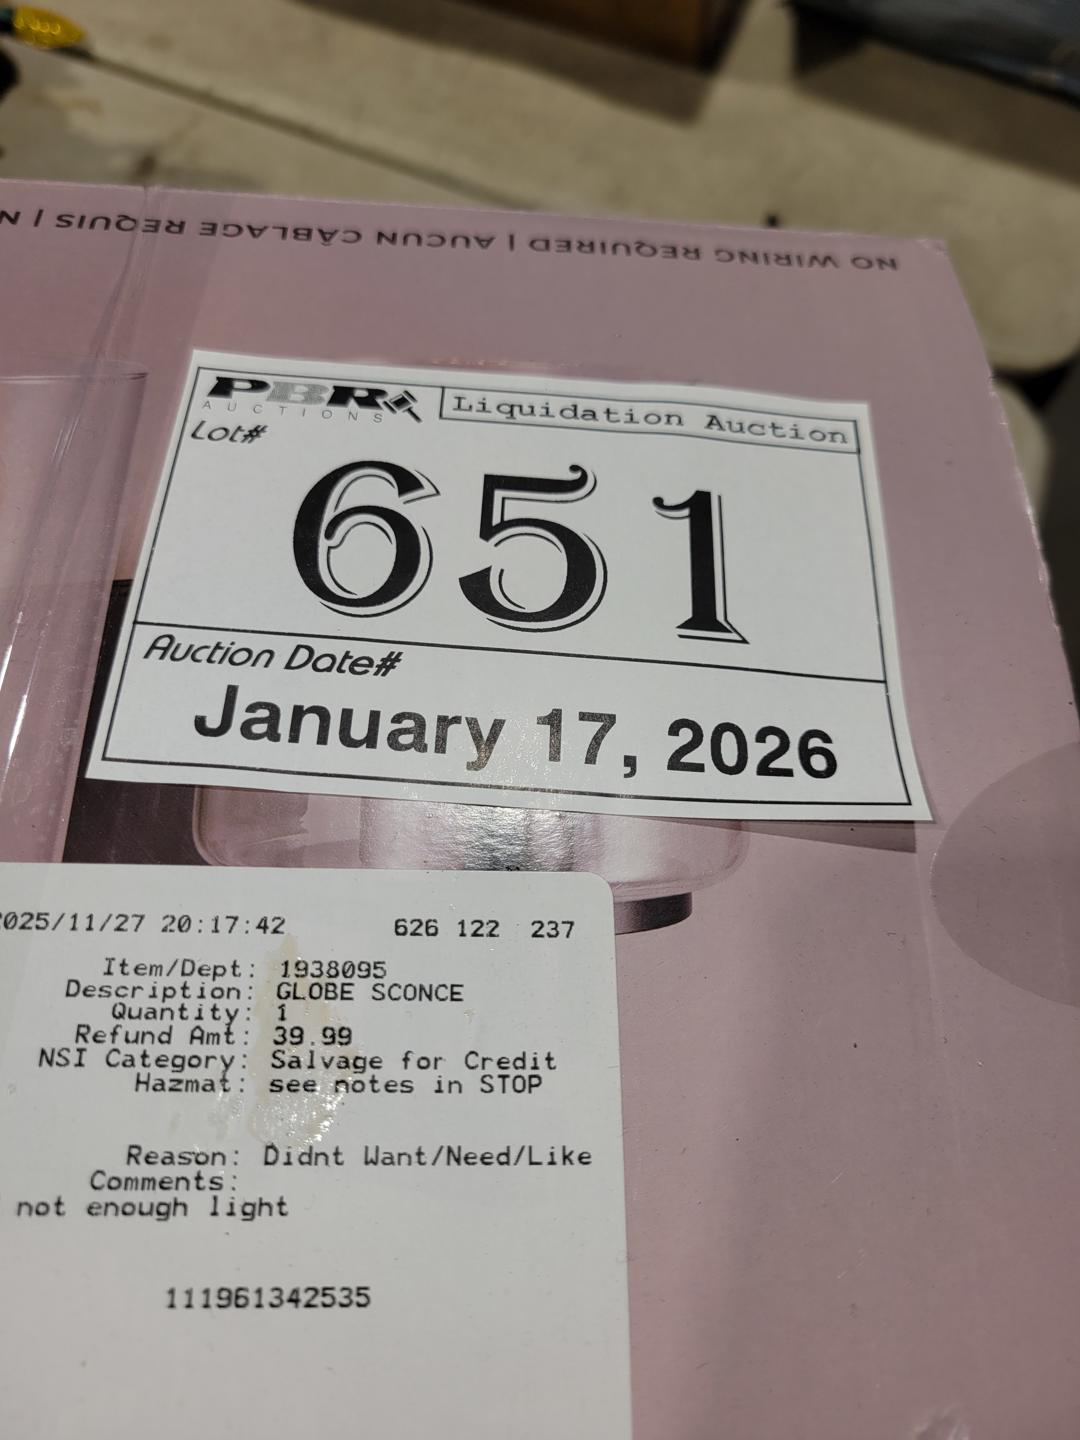 NO WIRING REQUIRED | AUCUN CÂBLAGE REQUIS | N
PBR
AUCTIONS
Liquidation Auction
Lot#
651
Auction Date#
January 17, 2026
2025/11/27 20:17:42 626 122 237
Item/Dept: 1938095
Description: GLOBE SCONCE
Quantity: 1
Refund Amt: 39.99
NSI Category: Salvage for Credit
Hazmat: see notes in STOP
Reason: Didnt Want/Need/Like
Comments:
not enough light
111961342535